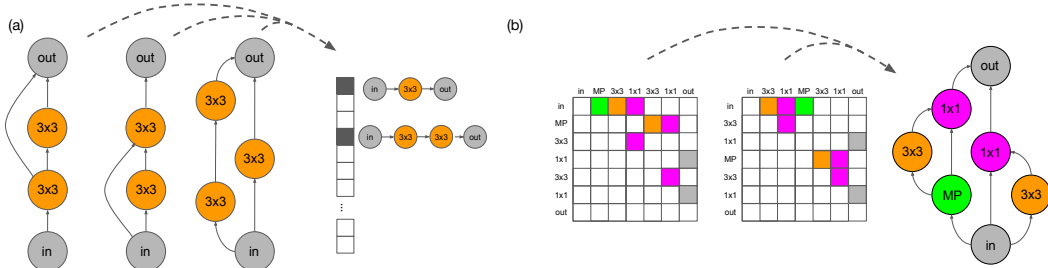 (a)
out
out
out
3x3
3x3
3x3
3x3
3x3
3x3
3x3
in
in
in
in 3x3 out
in 3x3 3x3 out
⋮
(b)
in MP 3x3 1x1 3x3 1x1 out
in
MP
3x3
1x1
3x3
1x1
out
in 3x3 1x1 MP 3x3 1x1 out
in
3x3
1x1
MP
3x3
1x1
out
out
1x1
3x3
1x1
MP
3x3
in